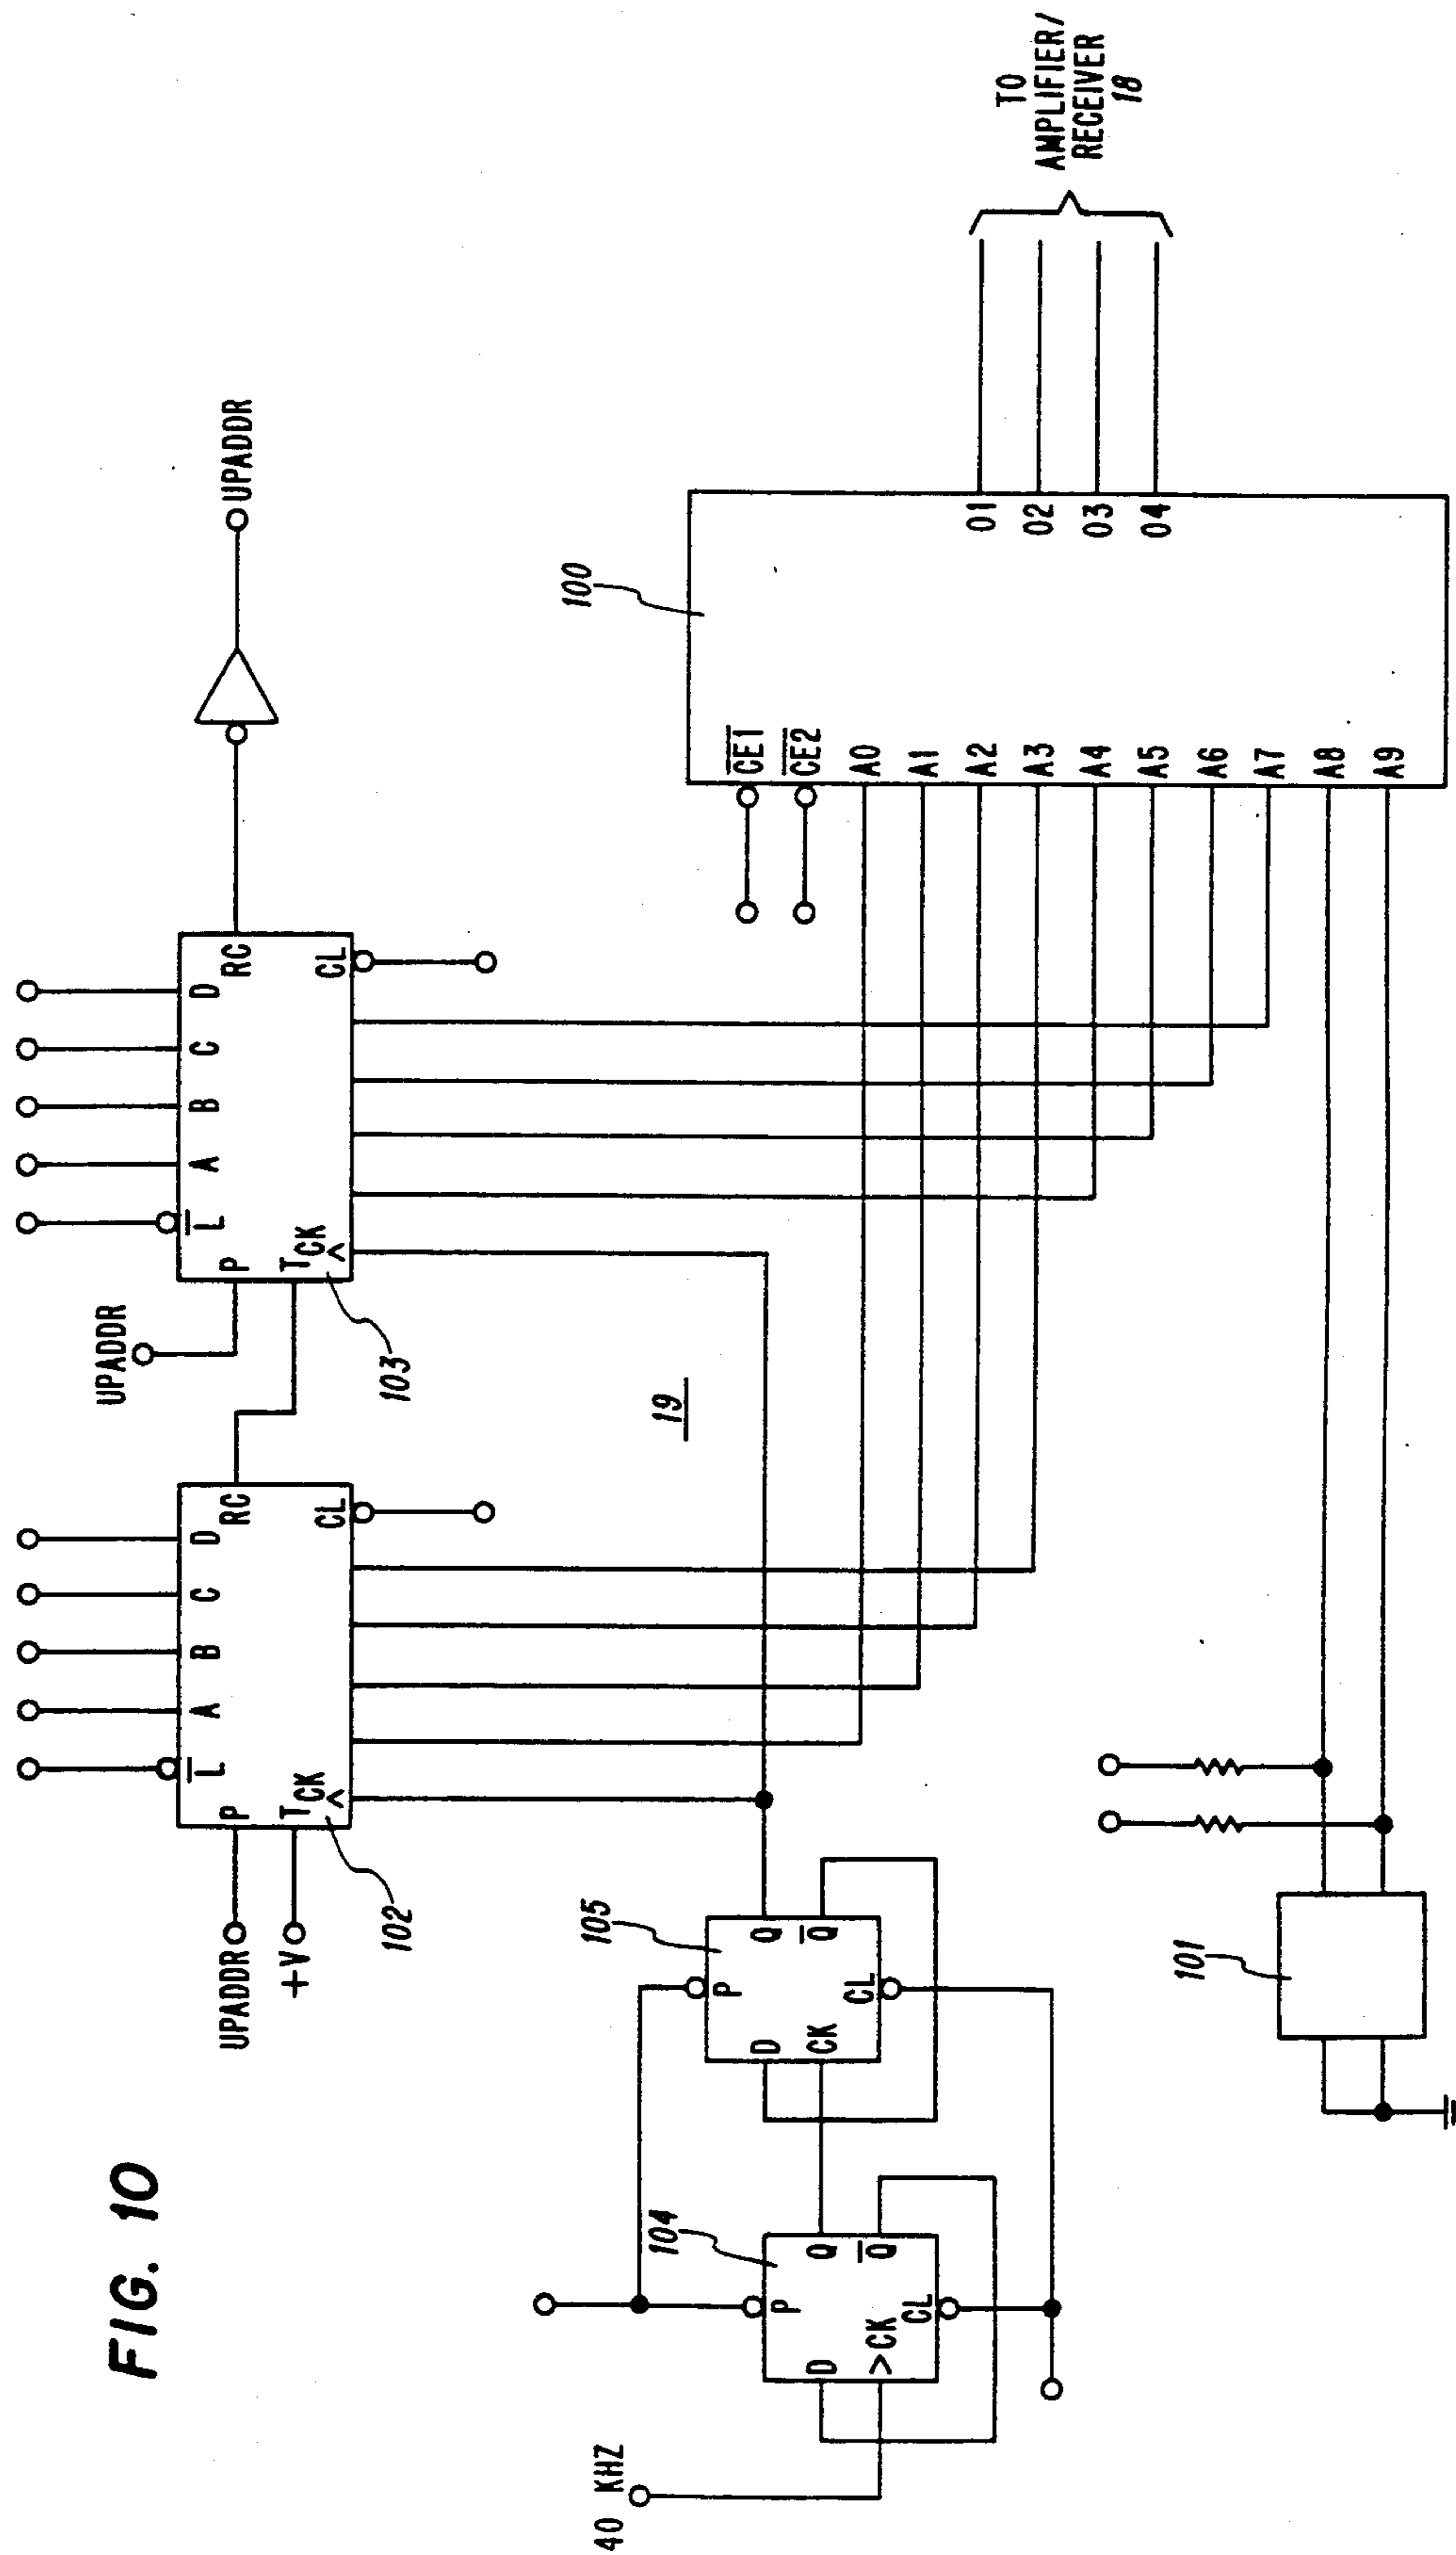 FIG. 10
UPADDR
+V
P
T
CK
L
A
B
C
D
RC
CL
102
UPADDR
P
T
CK
L
A
B
C
D
RC
CL
103
UPADDR
19
40 KHZ
104
P
D
>CK
Q
Q
CL
105
P
D
CK
Q
Q
CL
100
CE1
CE2
A0
A1
A2
A3
A4
A5
A6
A7
A8
A9
01
02
03
04
TO
AMPLIFIER/
RECEIVER
18
101